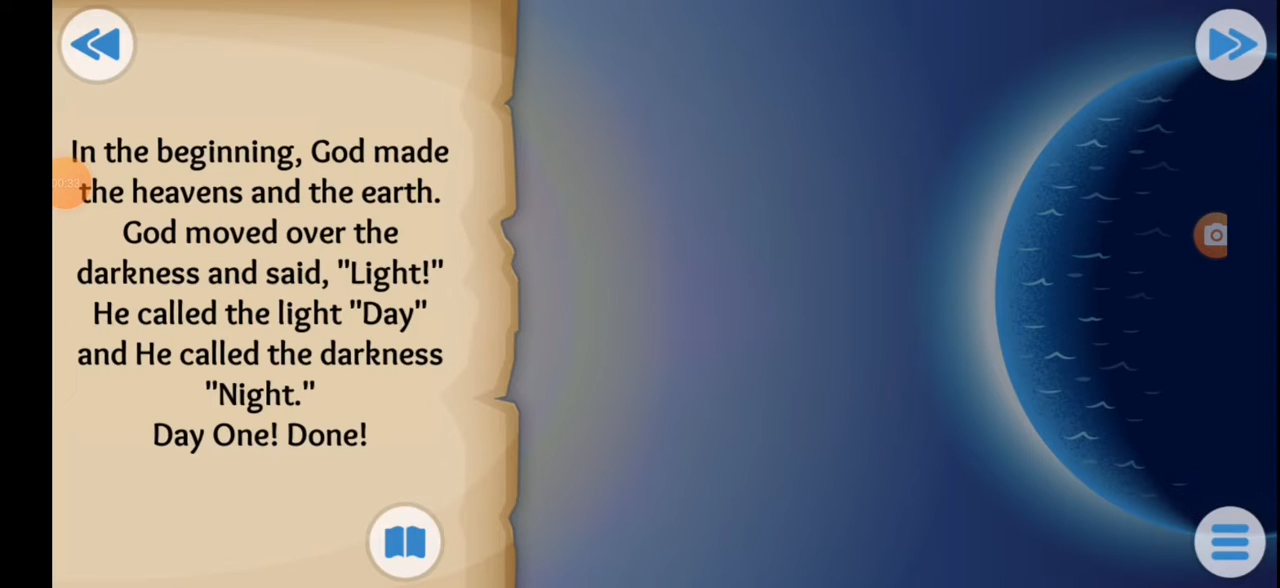 In the beginning, God made
the heavens and the earth.
God moved over the
darkness and said, "Light!"
He called the light "Day"
and He called the darkness
"Night."
Day One! Done!